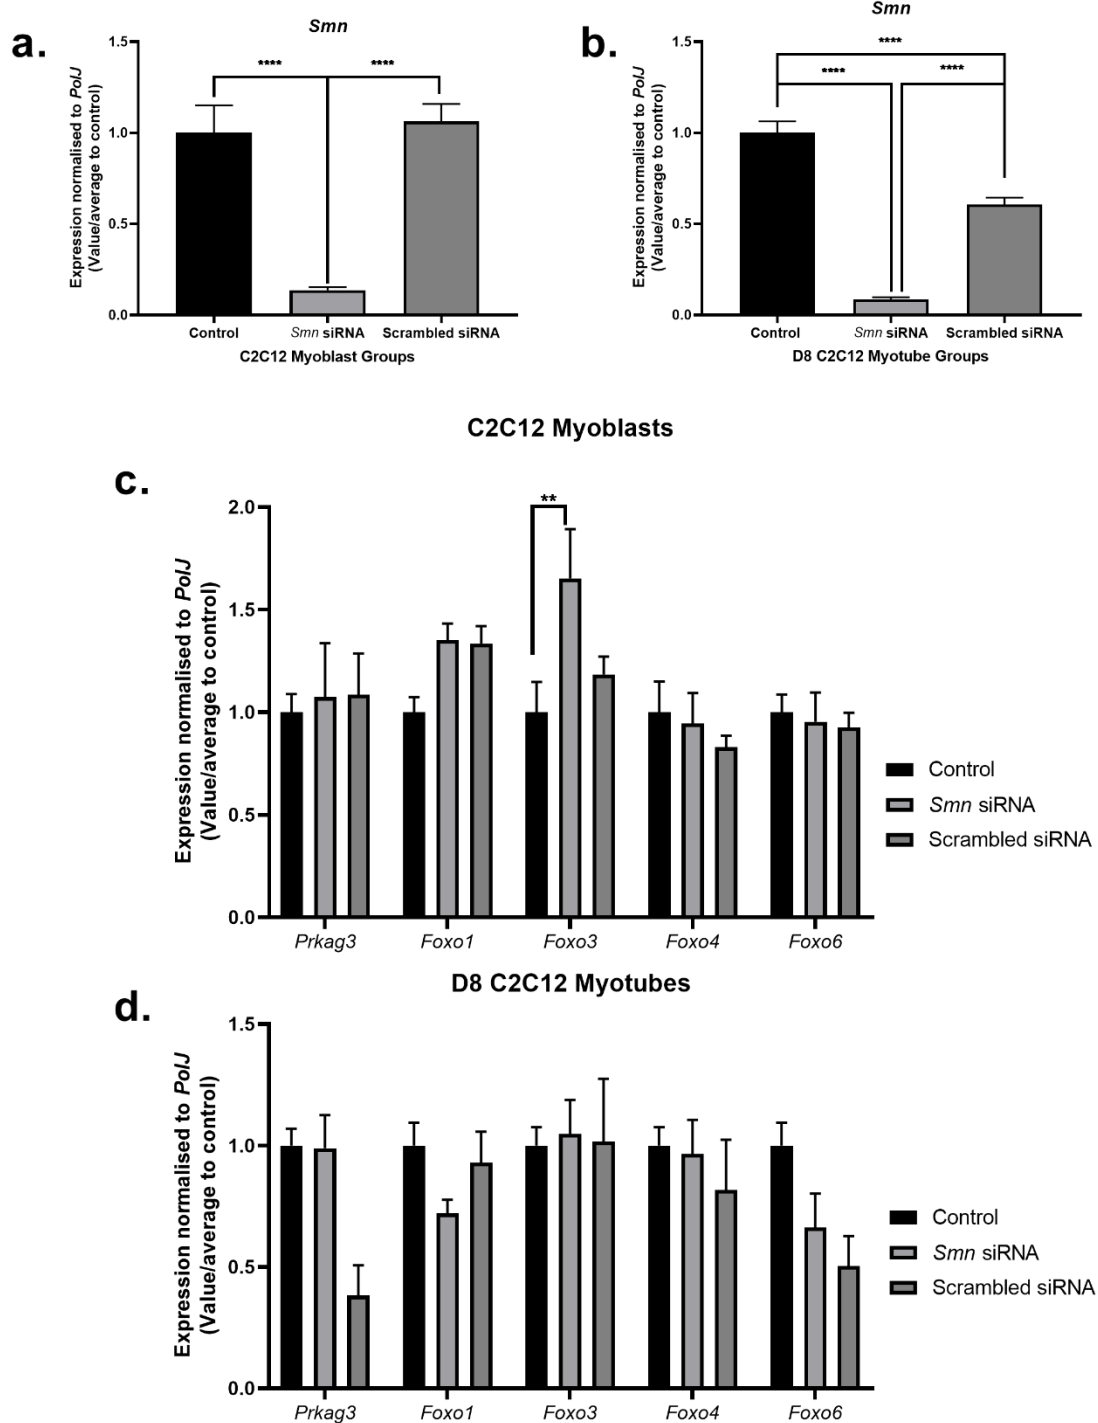 a.
Smn
Expression normalised to PolJ
(Value/average to control)
1.5
1.0
0.5
0.0
****
****
Control
Smn siRNA
Scrambled siRNA
C2C12 Myoblast Groups
b.
Smn
Expression normalised to PolJ
(Value/average to control)
1.5
1.0
0.5
0.0
****
****
****
Control
Smn siRNA
Scrambled siRNA
D8 C2C12 Myotube Groups
C2C12 Myoblasts
c.
Expression normalised to PolJ
(Value/average to control)
2.0
1.5
1.0
0.5
0.0
**
Prkag3
Foxo1
Foxo3
Foxo4
Foxo6
Control
Smn siRNA
Scrambled siRNA
D8 C2C12 Myotubes
d.
Expression normalised to PolJ
(Value/average to control)
1.5
1.0
0.5
0.0
Prkag3
Foxo1
Foxo3
Foxo4
Foxo6
Control
Smn siRNA
Scrambled siRNA